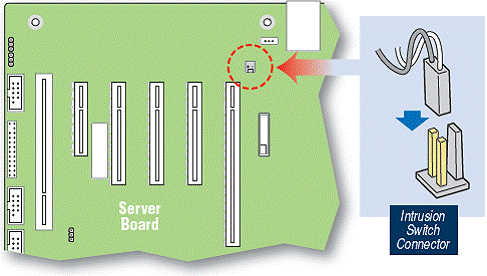 Server
Board
Intrusion
Switch
Connector